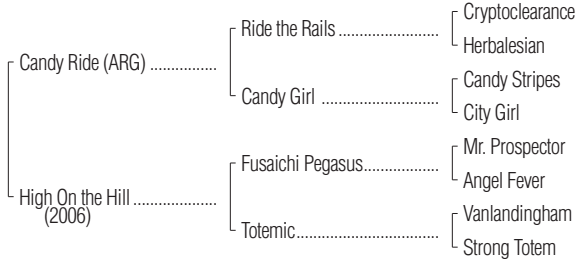 Cryptoclearance
Ride the Rails
Herbalesian
Candy Ride (ARG)
Candy Stripes
Candy Girl
City Girl
Mr. Prospector
Fusaichi Pegasus
Angel Fever
High On the Hill
(2006)
Vanlandingham
Totemic
Strong Totem